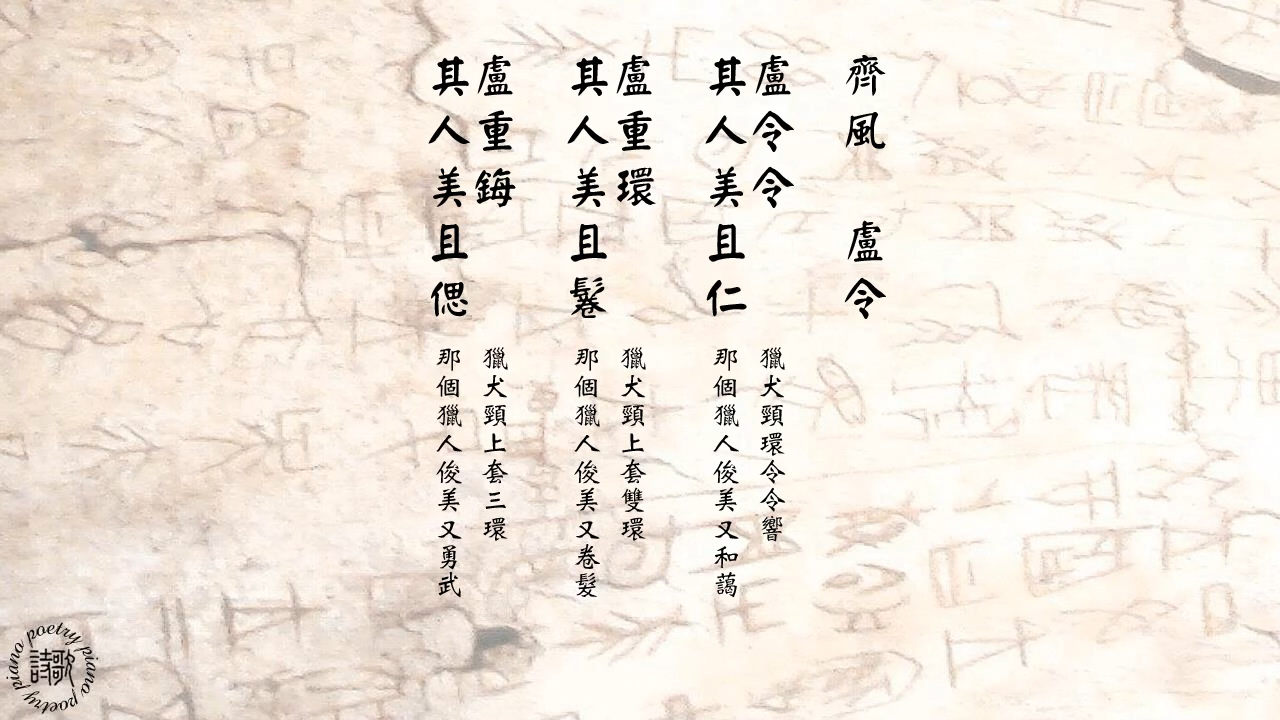 齊風　盧令
盧令令
其人美且仁
獵犬頸環令令響
那個獵人俊美又和藹
盧重環
其人美且鬈
獵犬頸上套雙環
那個獵人俊美又卷髮
盧重鋂
其人美且偲
獵犬頸上套三環
那個獵人俊美又勇武
piano poetry piano poetry
詩歌